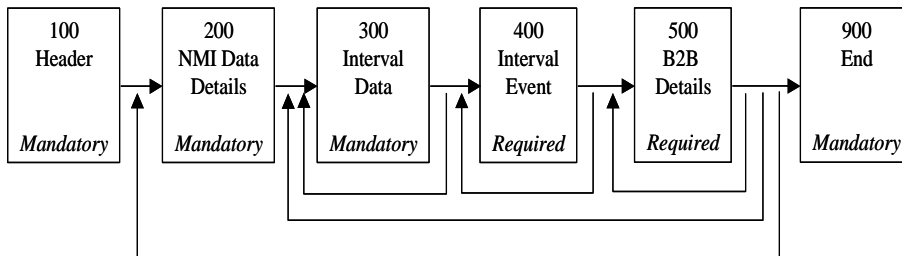 100
Header
Mandatory
200
NMI Data
Details
Mandatory
300
Interval
Data
Mandatory
400
Interval
Event
Required
500
B2B
Details
Required
900
End
Mandatory